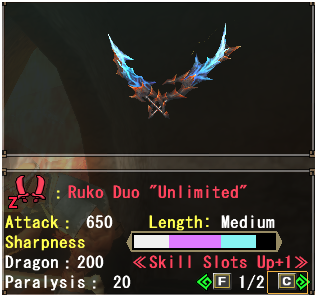 Z : Ruko Duo "Unlimited"
Attack : 650 Length: Medium
Sharpness
Dragon : 200 ≪Skill Slots Up+1≫
Paralysis : 20 F 1/2 C